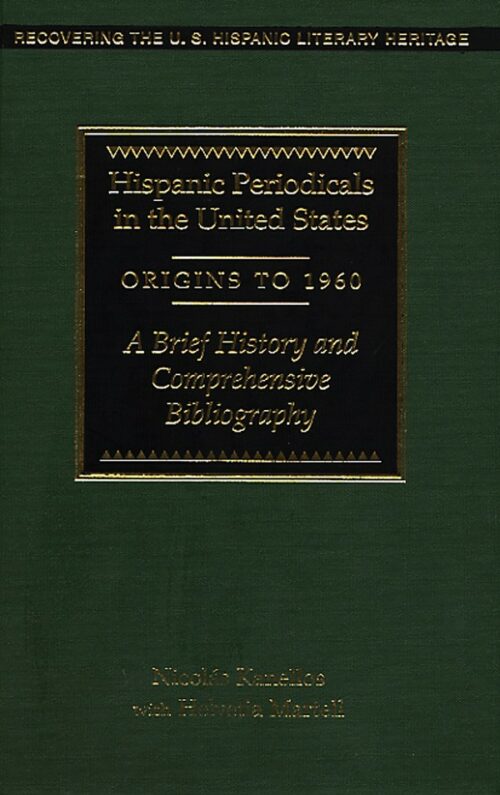 RECOVERING THE U. S. HISPANIC LITERARY HERITAGE
Hispanic Periodicals
in the United States
ORIGINS TO 1960
A Brief History and
Comprehensive
Bibliography
Nicolás Kanellos
with Helvetia Martell